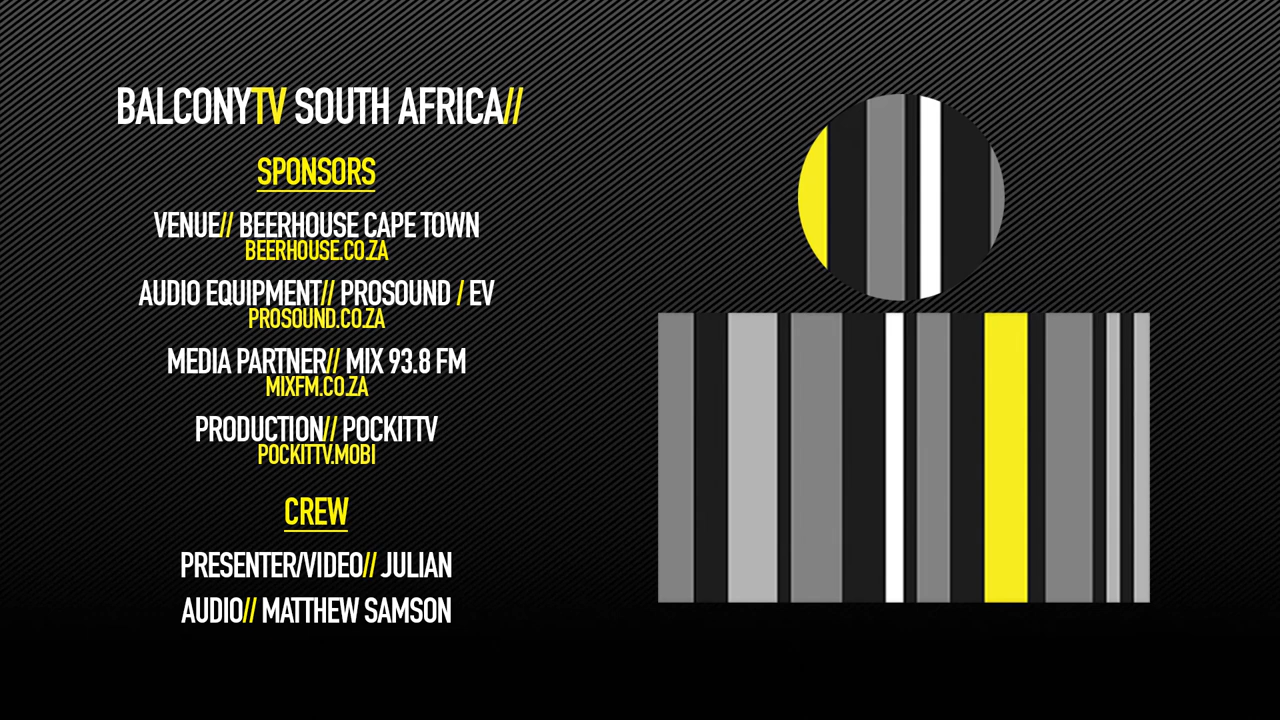 BALCONYTV SOUTH AFRICA//
SPONSORS
VENUE// BEERHOUSE CAPE TOWN
BEERHOUSE.CO.ZA
AUDIO EQUIPMENT// PROSOUND / EV
PROSOUND.CO.ZA
MEDIA PARTNER// MIX 93.8 FM
MIXFM.CO.ZA
PRODUCTION// POCKITTV
POCKITTV.MOBI
CREW
PRESENTER/VIDEO// JULIAN
AUDIO// MATTHEW SAMSON